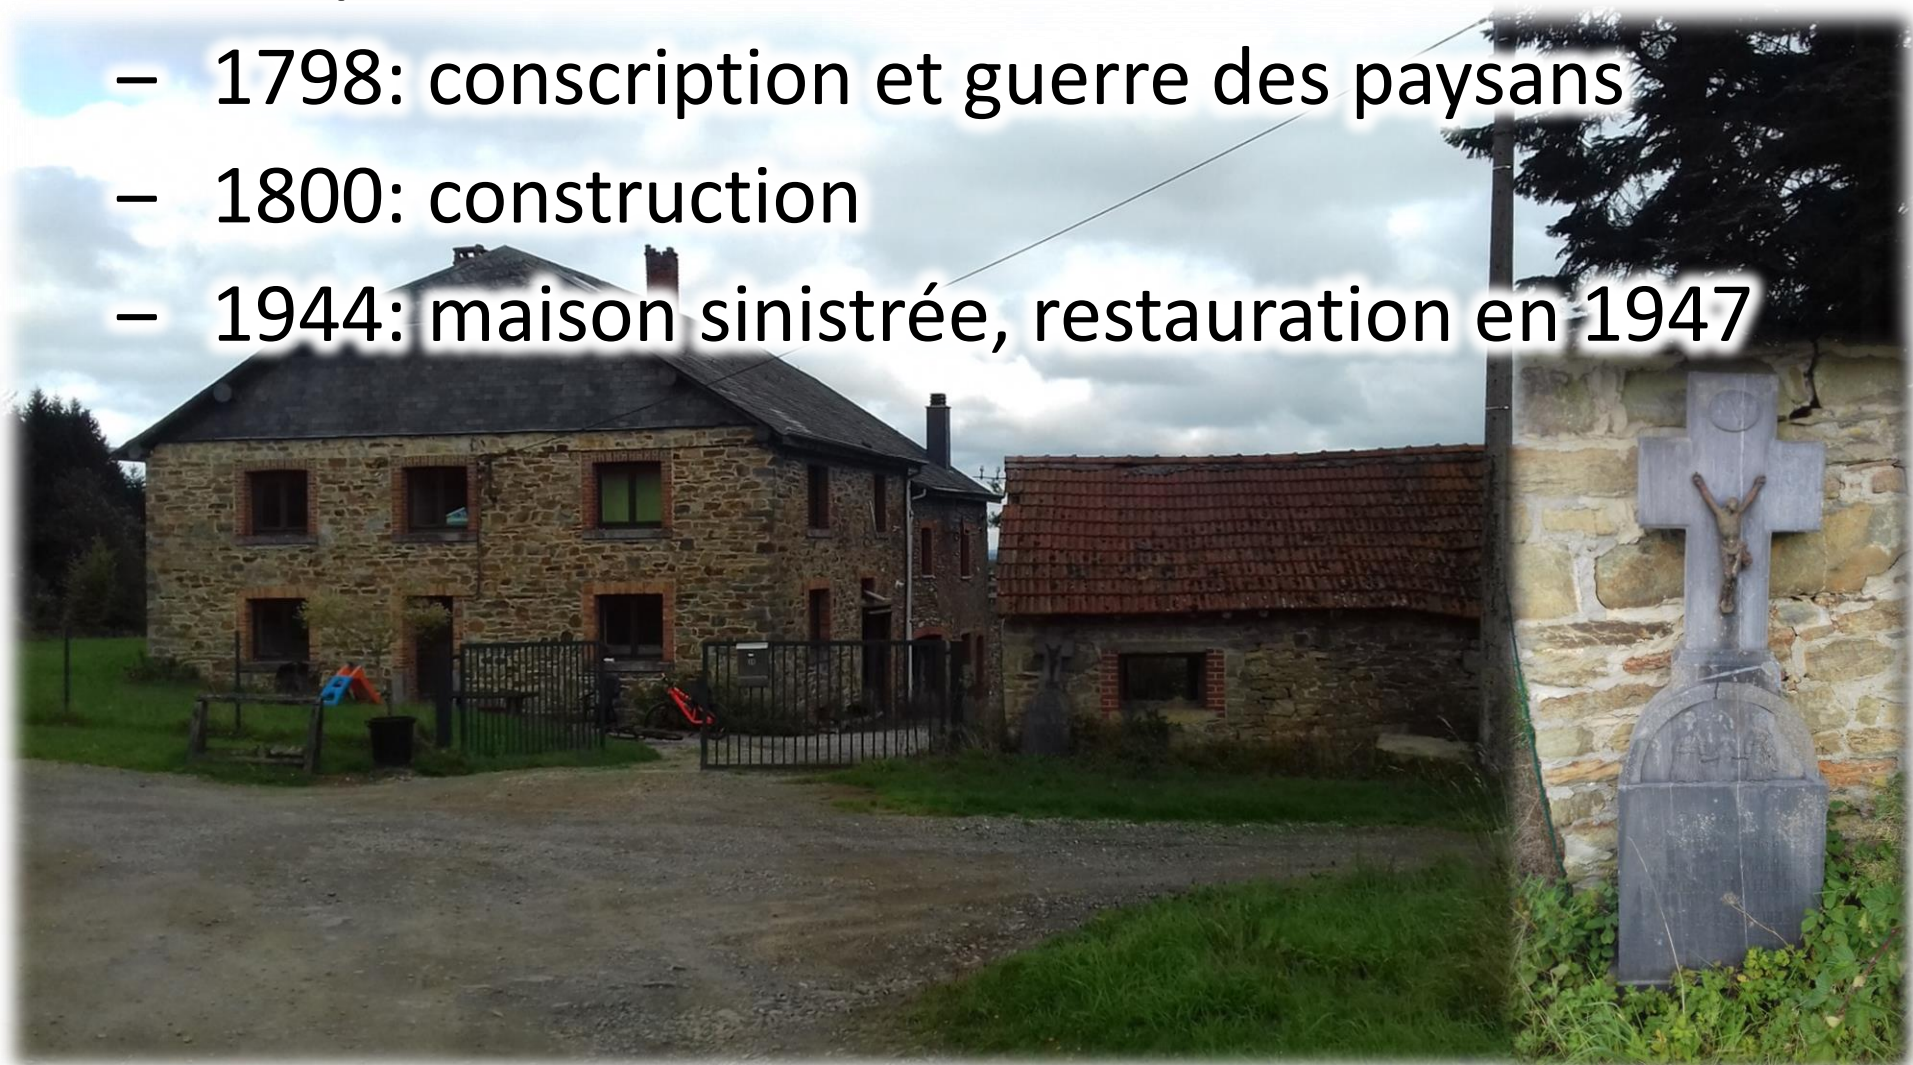 – 1798: conscription et guerre des paysans
– 1800: construction
– 1944: maison sinistrée, restauration en 1947